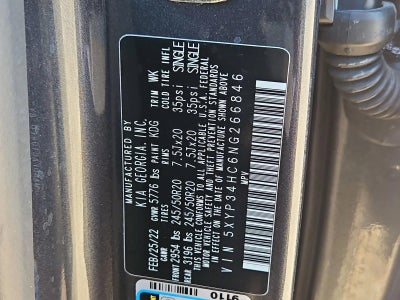 MANUFACTURED BY
KIA GEORGIA, INC.
FEB/25/22 PAINT KDG TRIM WK
GVWR 5776 lbs TIRES RIMS COLD TIRE INFL
FRONT 2954 lbs 245/50R20 7.5Jx20 35psi SINGLE
REAR 3196 lbs 245/50R20 7.5Jx20 35psi SINGLE
THIS VEHICLE CONFORMS TO ALL APPLICABLE U.S.A. FEDERAL
MOTOR VEHICLE SAFETY AND THEFT PREVENTION STANDARDS
IN EFFECT ON THE DATE OF MANUFACTURE SHOWN ABOVE
VIN 5XYP34HC6NG266846
MPV
9110